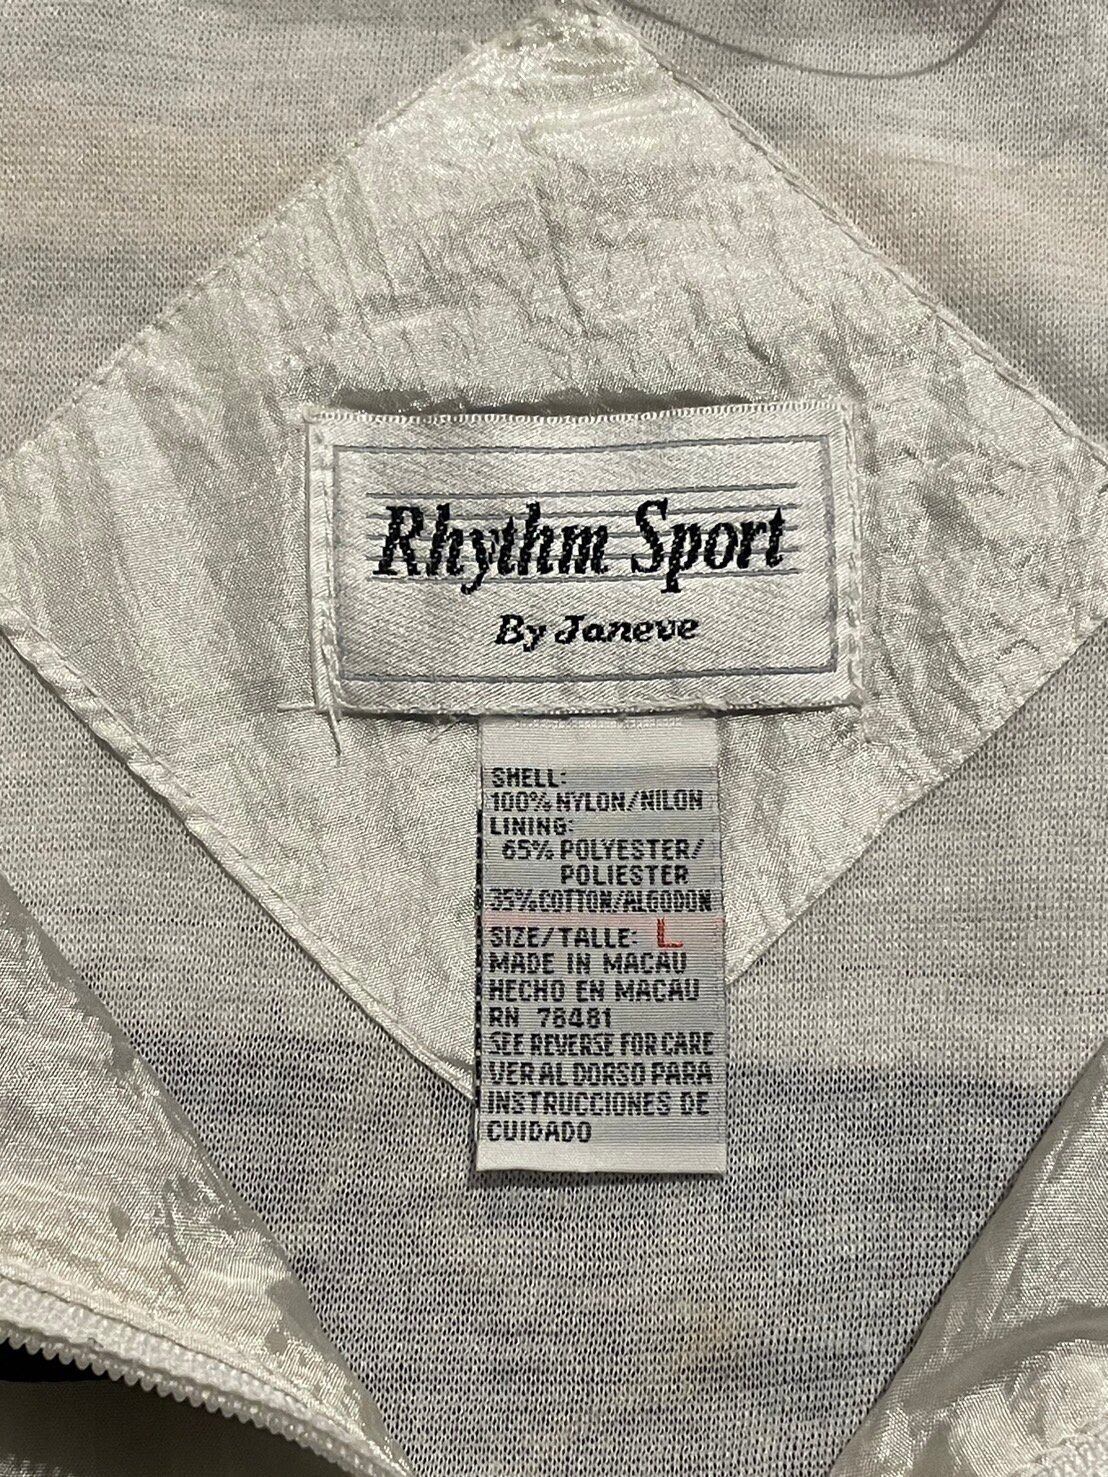 Rhythm Sport
By Janeve
SHELL:
100% NYLON/NILON
LINING:
65% POLYESTER/
POLIESTER
35% COTTON/ALGODON
SIZE/TALLE: L
MADE IN MACAU
HECHO EN MACAU
RN 78481
SEE REVERSE FOR CARE
VER AL DORSO PARA
INSTRUCCIONES DE
CUIDADO